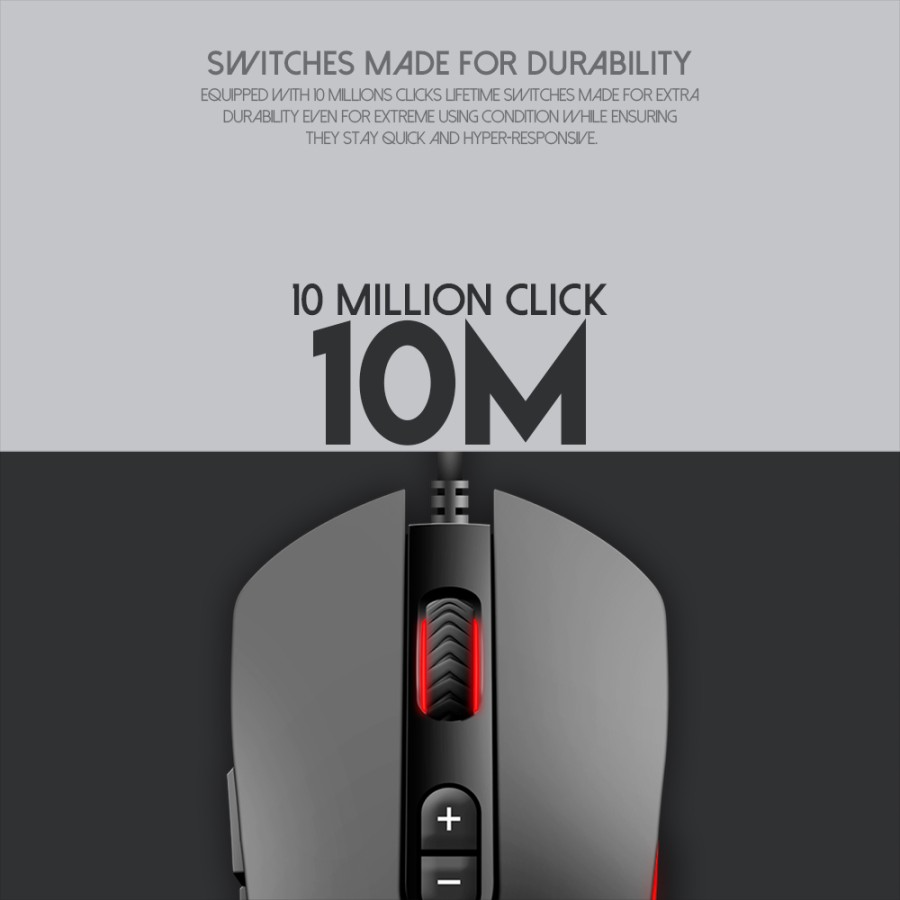 SWITCHES MADE FOR DURABILITY
EQUIPPED WITH 10 MILLIONS CLICKS LIFETIME SWITCHES MADE FOR EXTRA
DURABILITY EVEN FOR EXTREME USING CONDITION WHILE ENSURING
THEY STAY QUICK AND HYPER-RESPONSIVE.
10 MILLION CLICK
10M
+
−